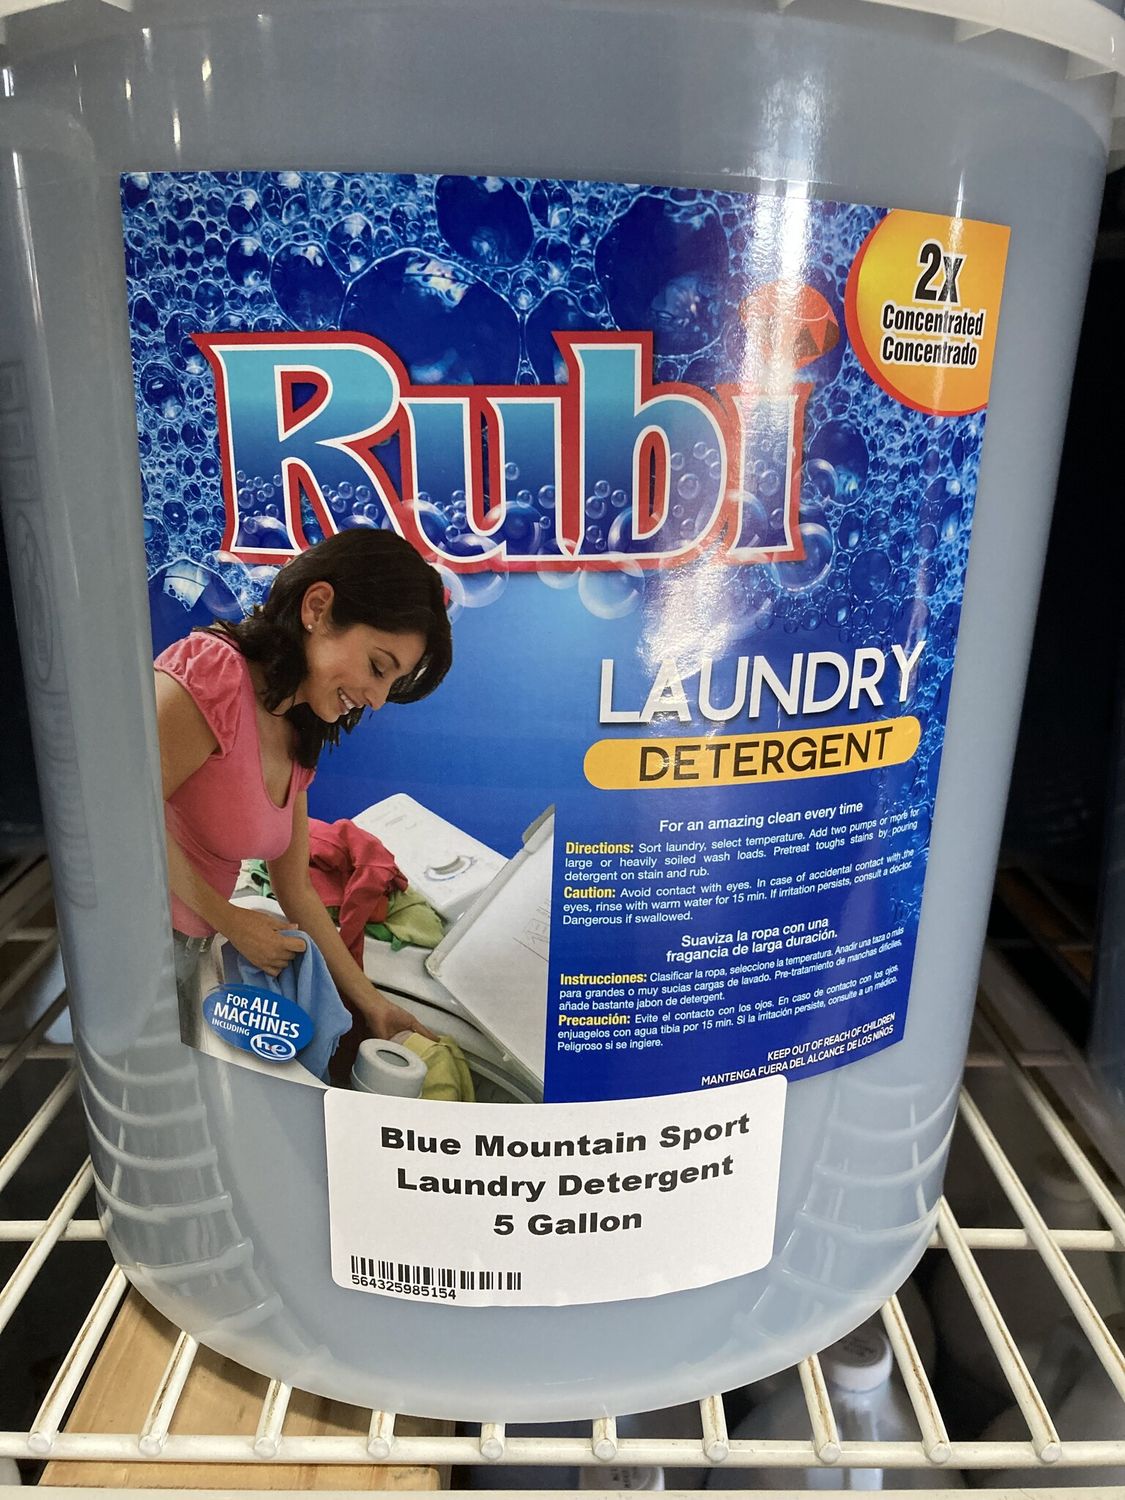 2x
Concentrated
Concentrado
Rubi
LAUNDRY
DETERGENT
For an amazing clean every time
Directions: Sort laundry, select temperature. Add two pumps or more for
large or heavily soiled wash loads. Pretreat toughs stains by pouring
detergent on stain and rub.
Caution: Avoid contact with eyes. In case of accidental contact with the
eyes, rinse with warm water for 15 min. If irritation persists, consult a doctor.
Dangerous if swallowed.
Suaviza la ropa con una
fragancia de larga duración.
Instrucciones: Clasificar la ropa, seleccione la temperatura. Anadir una taza o más
para grandes o muy sucias cargas de lavado. Pre-tratamiento de manchas difíciles,
añade bastante jabon de detergent.
Precaución: Evite el contacto con los ojos. En caso de contacto con los ojos,
enjuagelos con agua tibia por 15 min. Si la irritación persiste, consulte a un médico.
Peligroso si se ingiere.
KEEP OUT OF REACH OF CHILDREN
MANTENGA FUERA DEL ALCANCE DE LOS NIÑOS
FOR ALL
MACHINES
INCLUDING
he
Blue Mountain Sport
Laundry Detergent
5 Gallon
564325985154